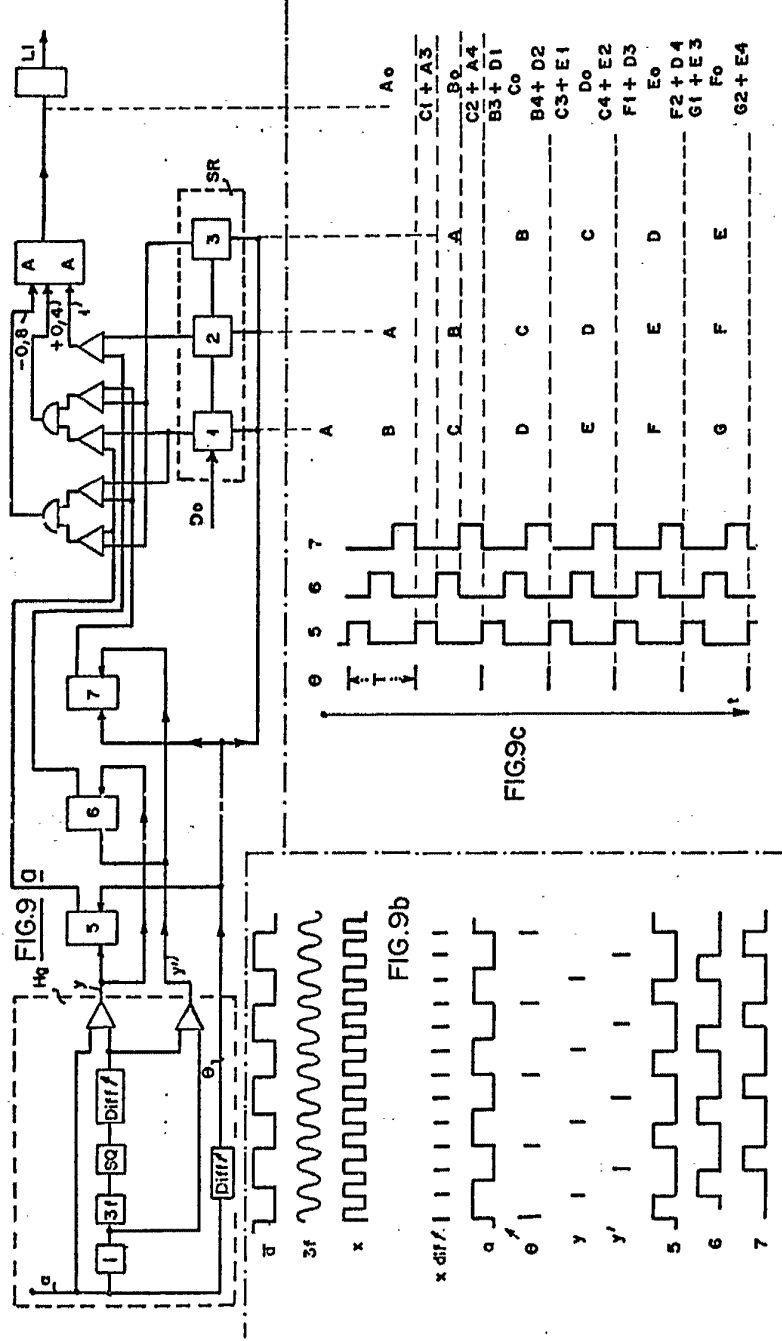 FIG.9 a
Hg
a
1
3f
SQ
Diff
y
y'
Diff
θ
5
6
7
-0,8
+0,4
1
A
A
L1
Do
1
2
3
SR
FIG.9b
a
3f
x
x diff.
a
θ
y
y'
5
6
7
FIG.9c
θ 5 6 7
T
t
A
B A Ao
C1 + A3
C B A Bo
C2 + A4
B3 + D1
D C B Co
B4 + D2
C3 + E1
E D C Do
C4 + E2
F1 + D3
F E D Eo
F2 + D4
G1 + E3
G F E Fo
G2 + E4